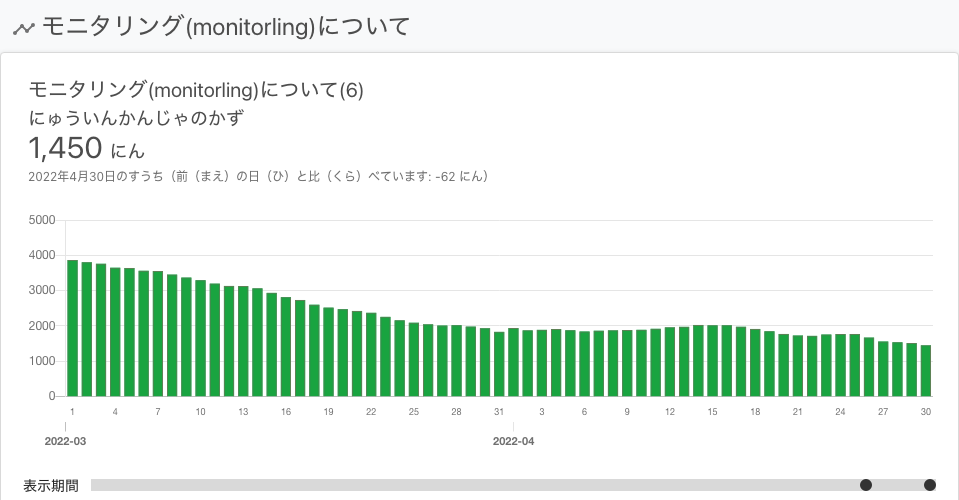 モニタリング(monitorling)について
モニタリング(monitorling)について(6)
にゅういんかんじゃのかず
1,450 にん
2022年4月30日のすうち（前（まえ）の日（ひ）と比（くら）べています: -62 にん）
5000
4000
3000
2000
1000
0
1 4 7 10 13 16 19 22 25 28 31 3 6 9 12 15 18 21 24 27 30
2022-03 2022-04
表示期間